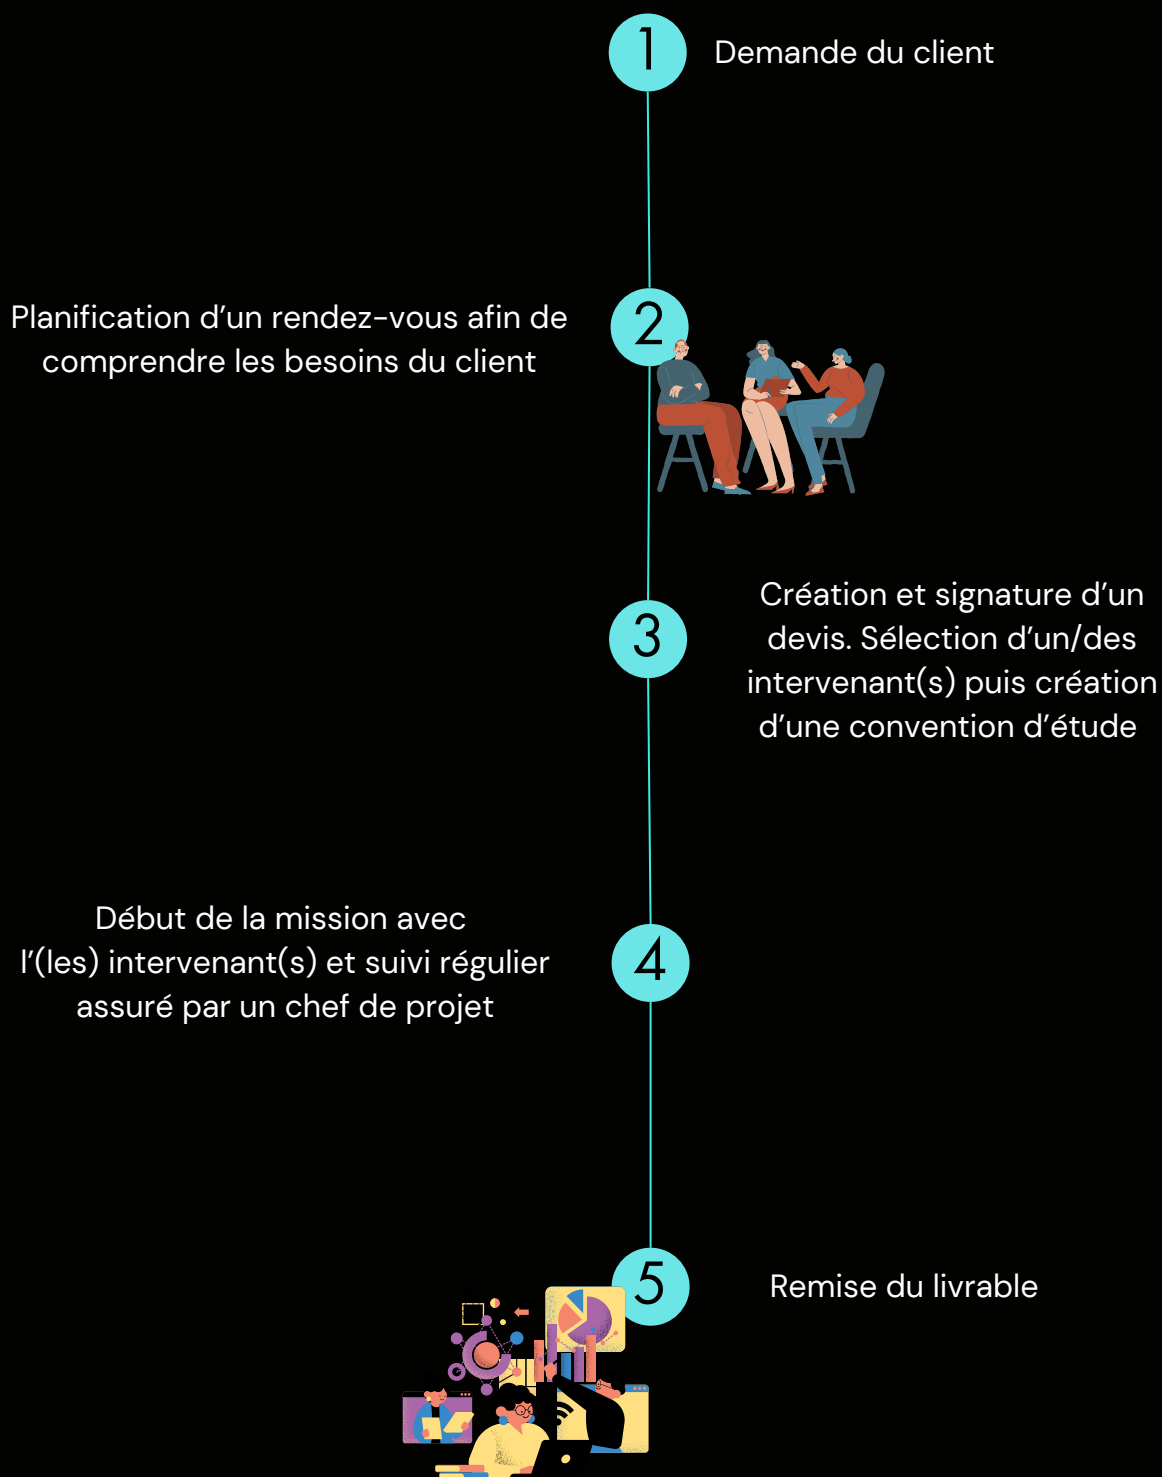 1
Demande du client
2
Planification d’un rendez-vous afin de
comprendre les besoins du client
3
Création et signature d’un
devis. Sélection d’un/des
intervenant(s) puis création
d’une convention d’étude
4
Début de la mission avec
l’(les) intervenant(s) et suivi régulier
assuré par un chef de projet
5
Remise du livrable